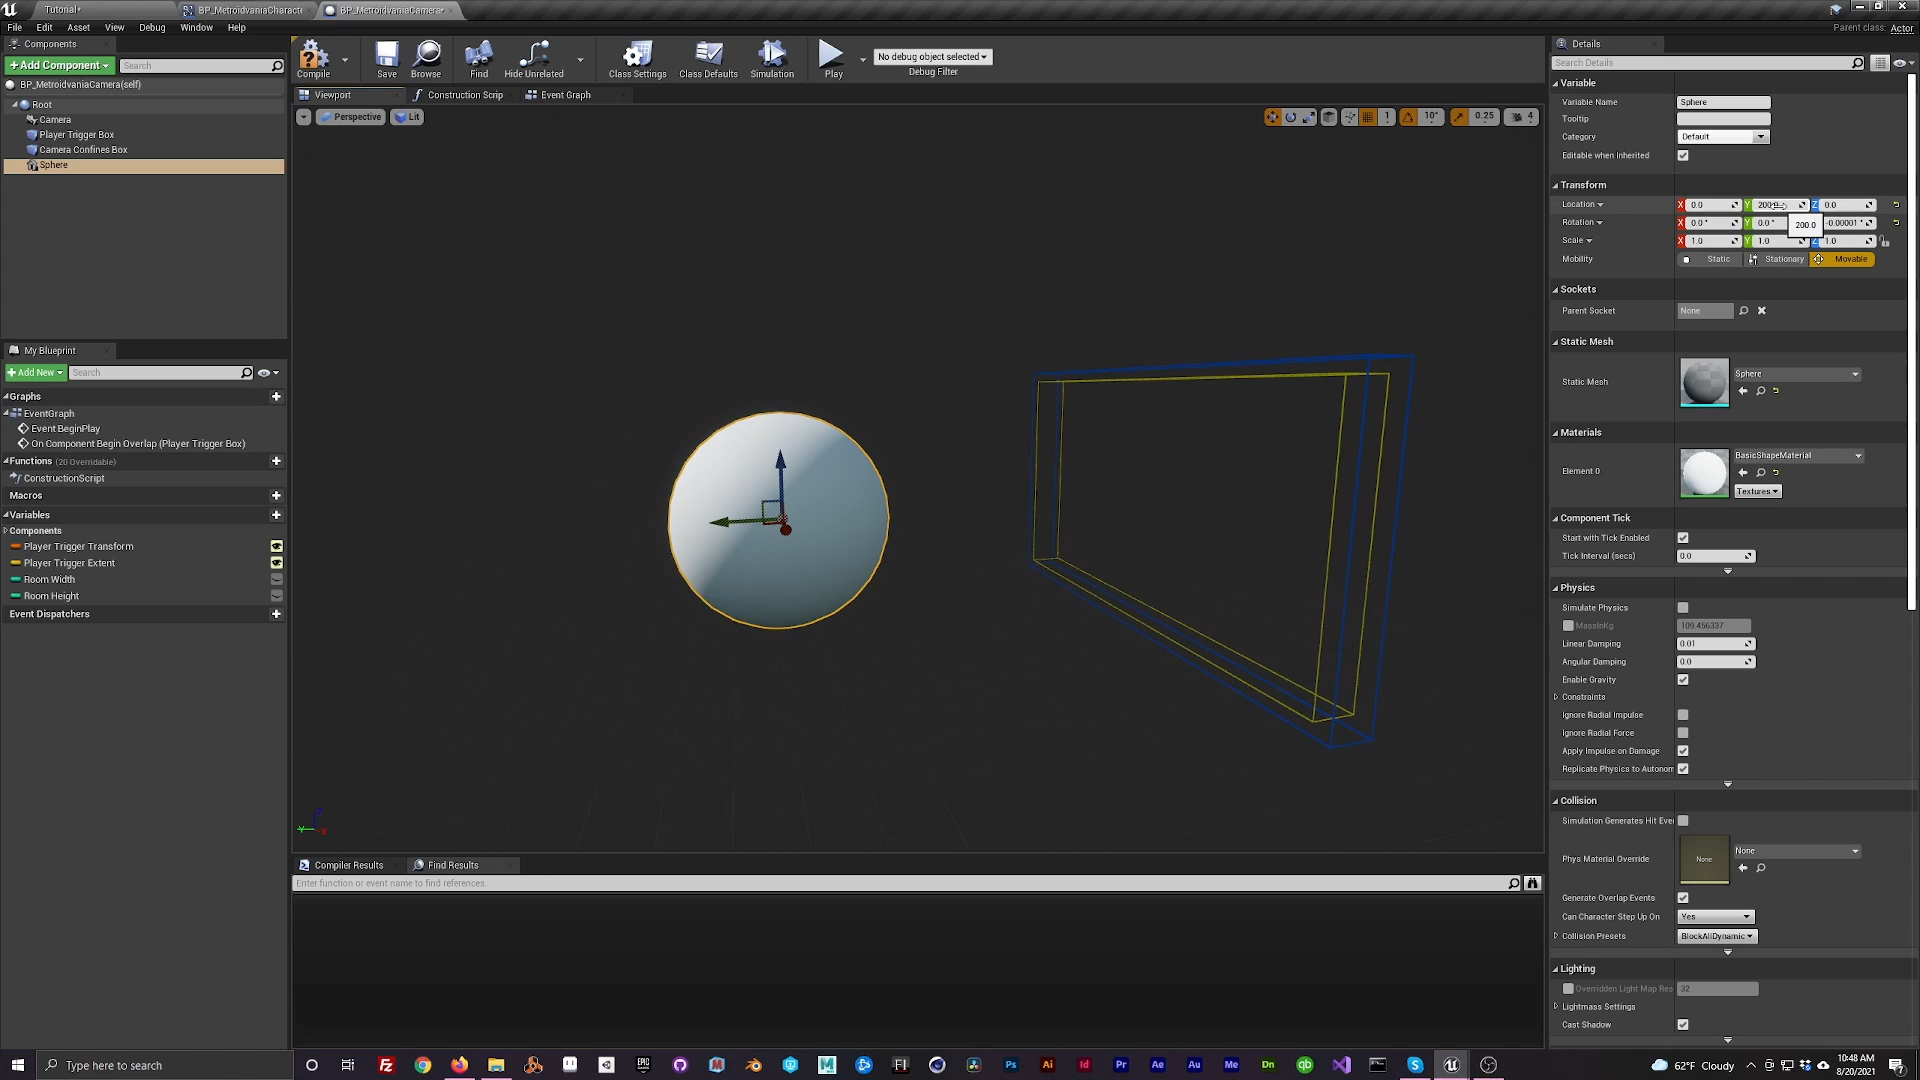 Tutorial*
BP_MetroidvaniaCharacte
BP_MetroidvaniaCamera*
File Edit Asset View Debug Window Help
Parent class: Actor
Components
+Add Component
Search
BP_MetroidvaniaCamera(self)
Root
Camera
Player Trigger Box
Camera Confines Box
Sphere
My Blueprint
+Add New
Search
Graphs
EventGraph
Event BeginPlay
On Component Begin Overlap (Player Trigger Box)
Functions (20 Overridable)
ConstructionScript
Macros
Variables
Components
Player Trigger Transform
Player Trigger Extent
Room Width
Room Height
Event Dispatchers
Compile
Save
Browse
Find
Hide Unrelated
Class Settings
Class Defaults
Simulation
Play
No debug object selected
Debug Filter
Viewport
Construction Scrip
Event Graph
Perspective
Lit
1
10°
0.25
4
Compiler Results
Find Results
Enter function or event name to find references...
Details
Search Details
Variable
Variable Name Sphere
Tooltip
Category Default
Editable when Inherited
Transform
Location X 0.0 Y 200.0 Z 0.0
Rotation X 0.0 ° Y 0.0 ° -0.00001 °
200.0
Scale X 1.0 Y 1.0 Z 1.0
Mobility Static Stationary Movable
Sockets
Parent Socket None
Static Mesh
Static Mesh Sphere
Materials
Element 0 BasicShapeMaterial
Textures
Component Tick
Start with Tick Enabled
Tick Interval (secs) 0.0
Physics
Simulate Physics
MassInKg 109.456337
Linear Damping 0.01
Angular Damping 0.0
Enable Gravity
Constraints
Ignore Radial Impulse
Ignore Radial Force
Apply Impulse on Damage
Replicate Physics to Autonom
Collision
Simulation Generates Hit Eve
Phys Material Override None None
Generate Overlap Events
Can Character Step Up On Yes
Collision Presets BlockAllDynamic
Lighting
Overridden Light Map Res 32
Lightmass Settings
Cast Shadow
Type here to search
62°F Cloudy
10:48 AM
8/20/2021